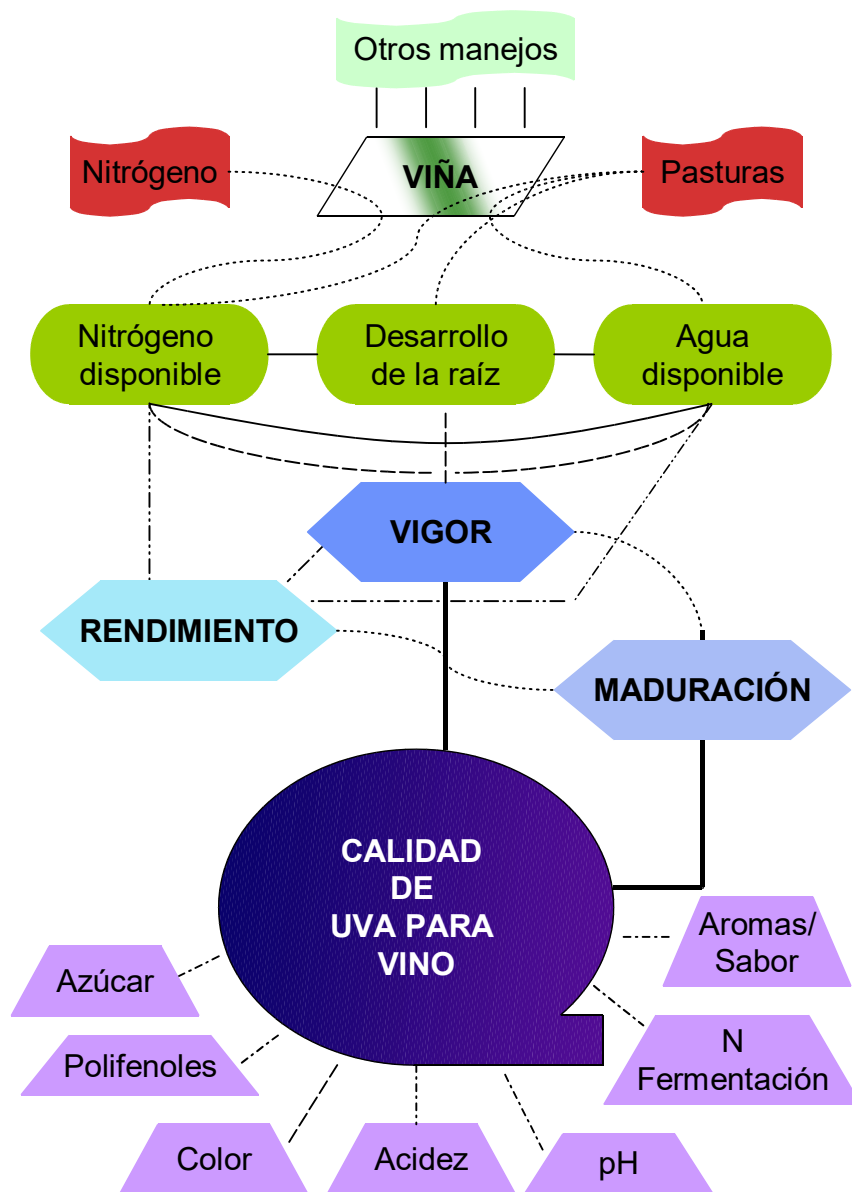 Otros manejos
Nitrógeno
VIÑA
Pasturas
Nitrógeno
disponible
Desarrollo
de la raíz
Agua
disponible
VIGOR
RENDIMIENTO
MADURACIÓN
CALIDAD
DE
UVA PARA
VINO
Aromas/
Sabor
Azúcar
N
Fermentación
Polifenoles
Color
Acidez
pH